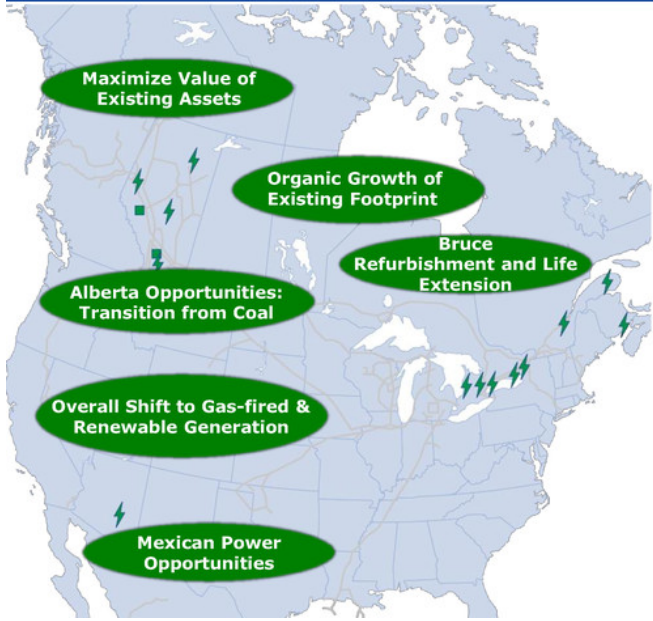 Maximize Value of
Existing Assets
Organic Growth of
Existing Footprint
Bruce
Refurbishment and Life
Extension
Alberta Opportunities:
Transition from Coal
Overall Shift to Gas-fired &
Renewable Generation
Mexican Power
Opportunities